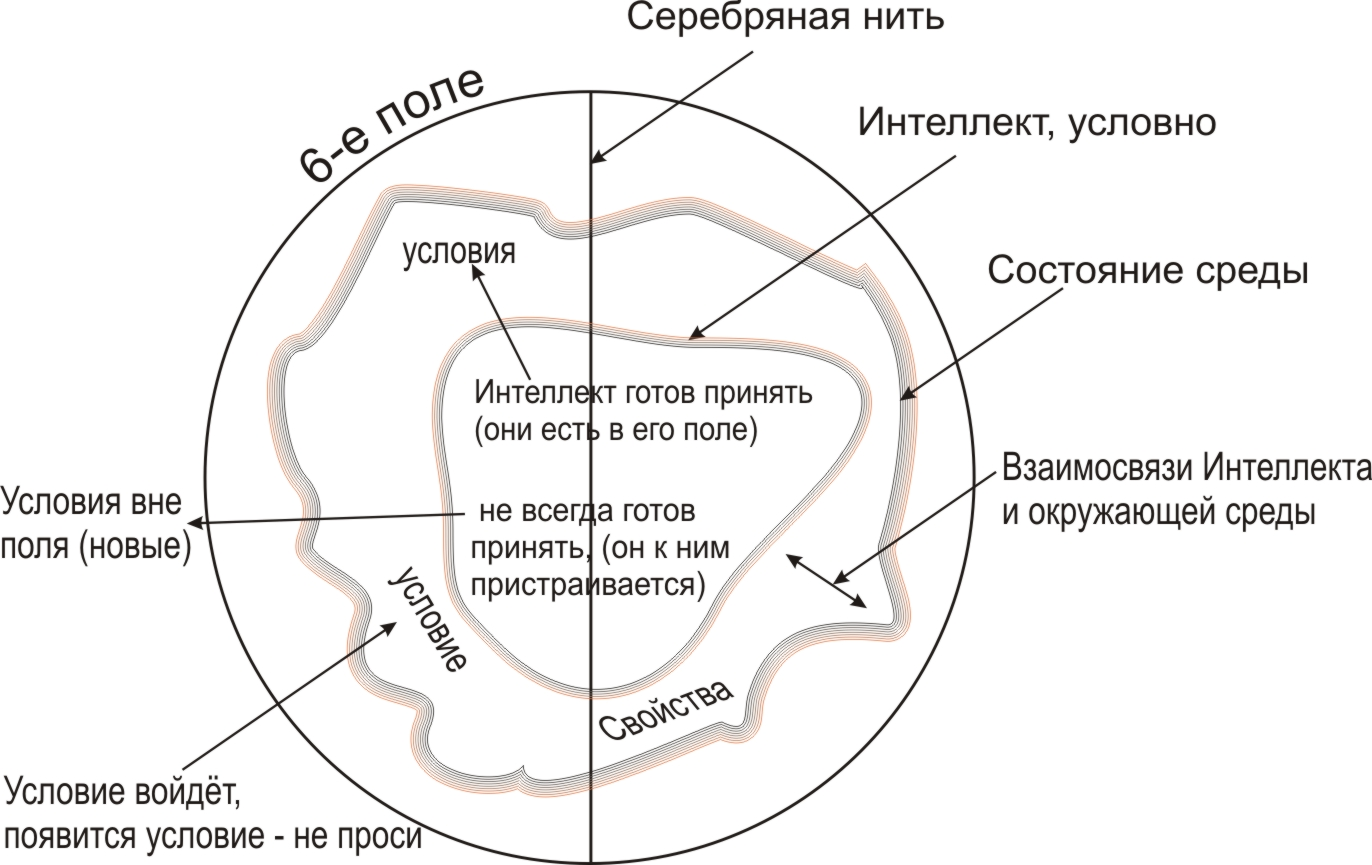 Серебряная нить
6-е поле
Интеллект, условно
условия
Состояние среды
Интеллект готов принять
(они есть в его поле)
Взаимосвязи Интеллекта
и окружающей среды
Условия вне
поля (новые)
не всегда готов
принять, (он к ним
пристраивается)
условие
Свойства
Условие войдёт,
появится условие - не проси